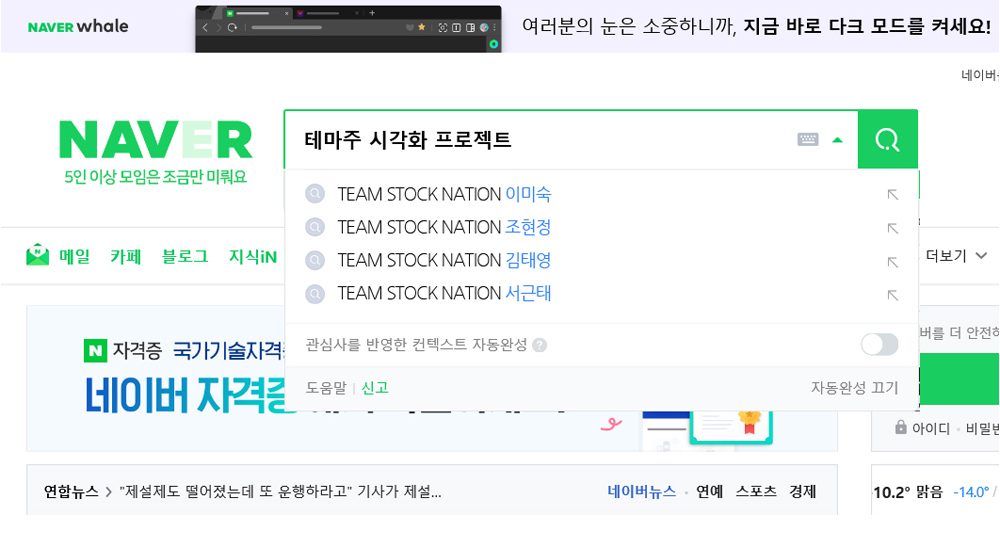 NAVER whale
여러분의 눈은 소중하니까, 지금 바로 다크 모드를 켜세요!
네이버
NAVER
5인 이상 모임은 조금만 미뤄요
테마주 시각화 프로젝트
TEAM STOCK NATION 이미숙
TEAM STOCK NATION 조현정
TEAM STOCK NATION 김태영
TEAM STOCK NATION 서근태
관심사를 반영한 컨텍스트 자동완성 ?
도움말 신고 자동완성 끄기
N 메일 카페 블로그 지식iN 더보기
N 자격증 국가기술자격증
네이버 자격증
버를 더 안전하
아이디 · 비밀번
연합뉴스 > "제설제도 떨어졌는데 또 운행하라고" 기사가 제설...
네이버뉴스 · 연예 스포츠 경제
-10.2° 맑음 -14.0° /